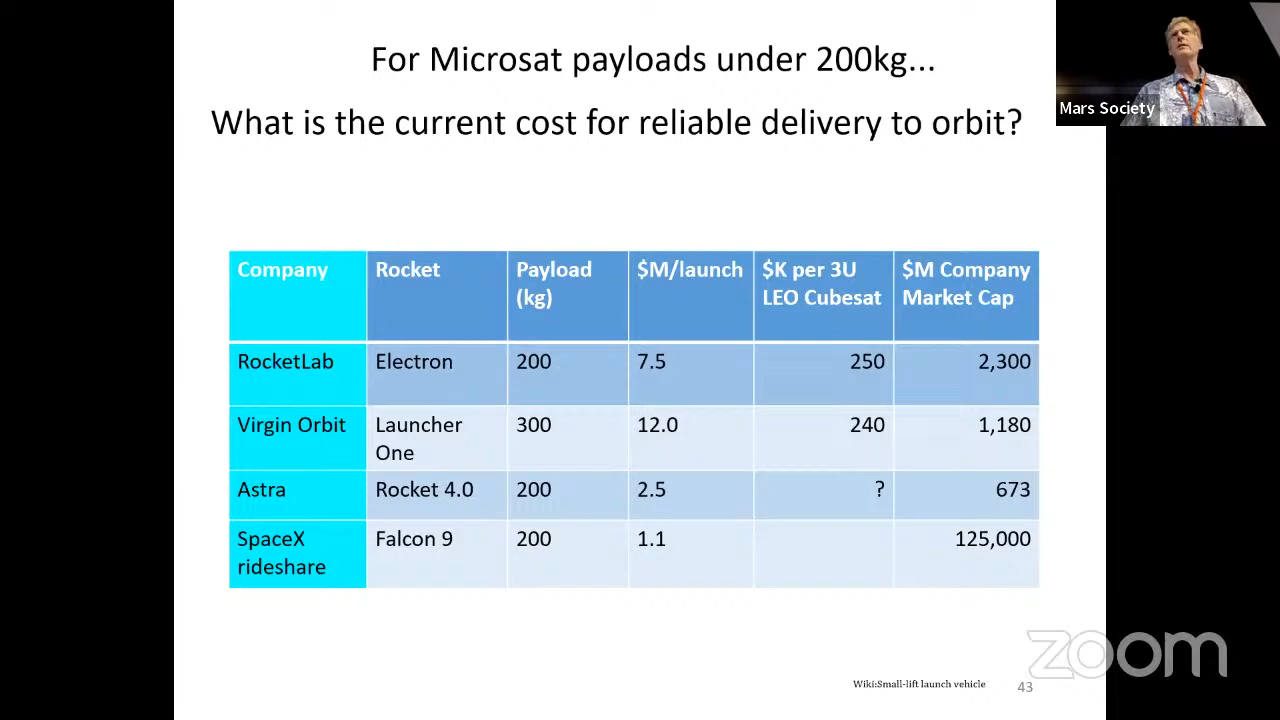 For Microsat payloads under 200kg...
What is the current cost for reliable delivery to orbit?
Mars Society
Company Rocket Payload $M/launch $K per 3U $M Company
(kg) LEO Cubesat Market Cap
RocketLab Electron 200 7.5 250 2,300
Virgin Orbit Launcher 300 12.0 240 1,180
One
Astra Rocket 4.0 200 2.5 ? 673
SpaceX Falcon 9 200 1.1 125,000
rideshare
Wiki:Small-lift launch vehicle 43
zoom